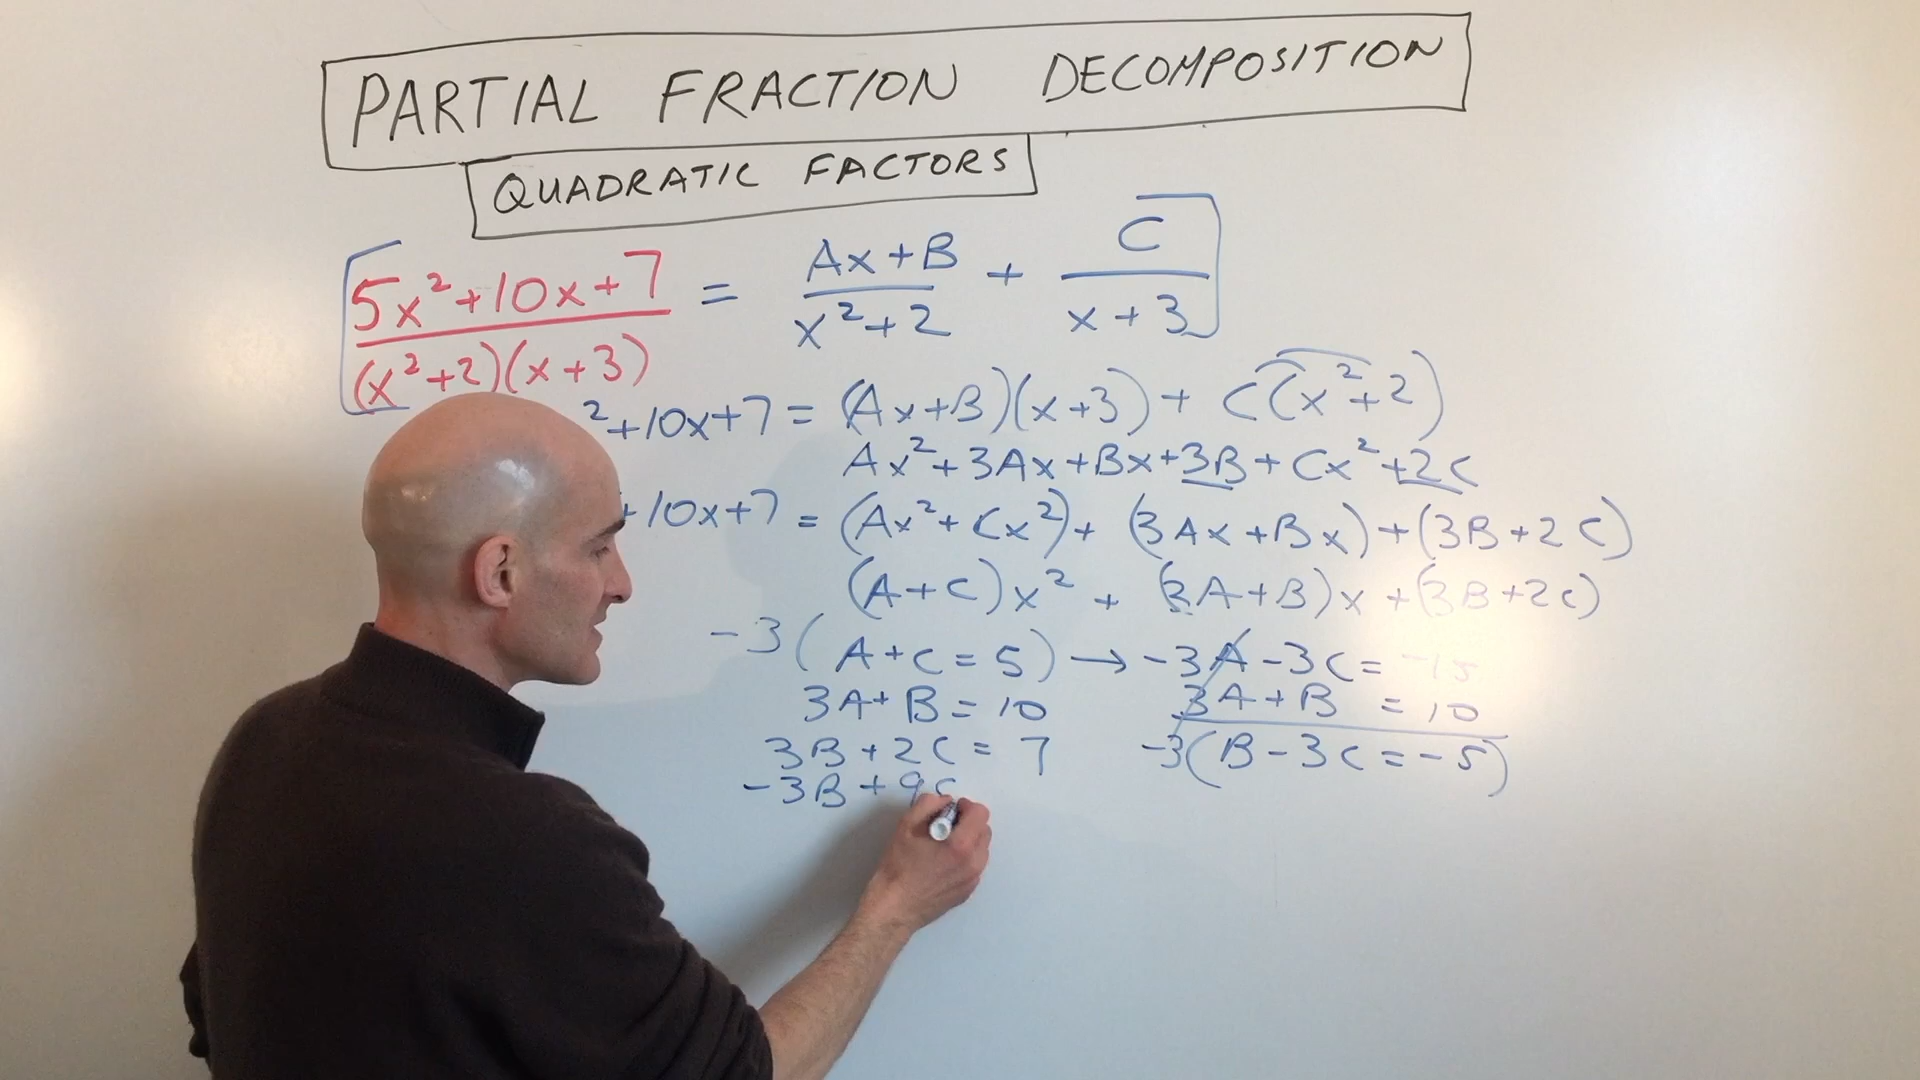 PARTIAL FRACTION DECOMPOSITION
QUADRATIC FACTORS
5x²+10x+7 / (x²+2)(x+3) = Ax+B / x²+2 + C / x+3
²+10x+7 = (Ax+B)(x+3) + C(x²+2)
Ax²+3Ax+Bx+3B+Cx²+2C
+10x+7 = (Ax²+Cx²)+ (3Ax+Bx)+(3B+2C)
(A+C)x² + (3A+B)x+(3B+2C)
-3(A+C=5) → -3A-3C=-15
3A+B=10 3A+B =10
3B+2C=7 -3(B-3C=-5)
-3B+9C